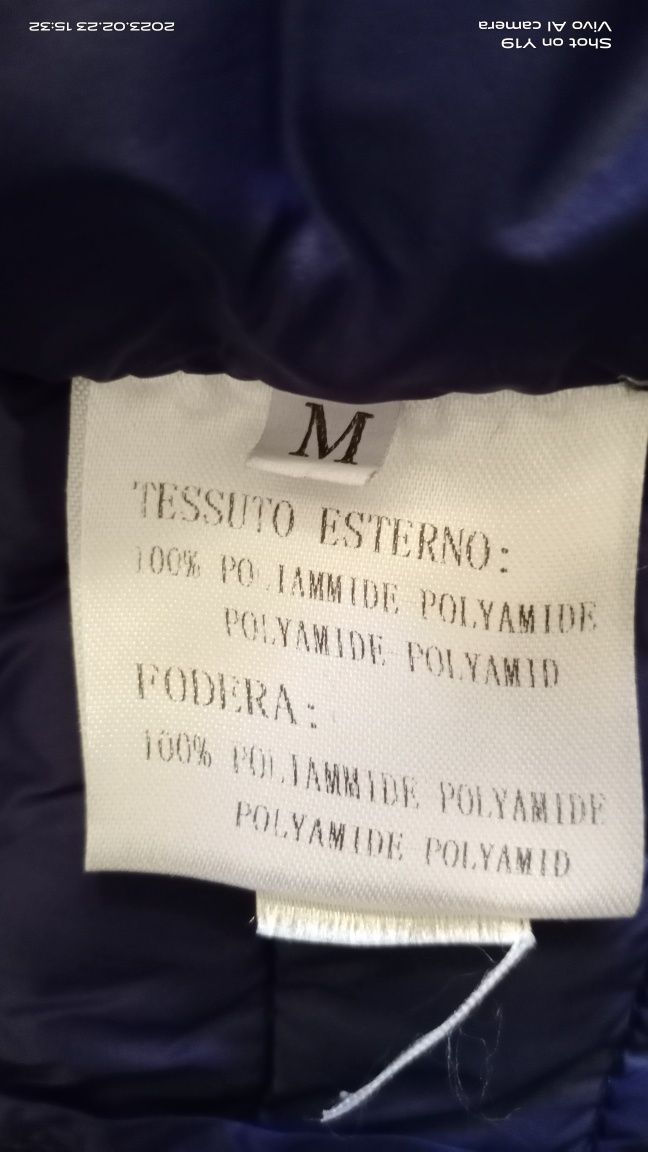 M
TESSUTO ESTERNO:
100% POLIAMMIDE POLYAMIDE
POLYAMIDE POLYAMID
FODERA:
100% POLIAMMIDE POLYAMIDE
POLYAMIDE POLYAMID
Shot on Y19
Vivo AI camera
2023.02.23 15:32